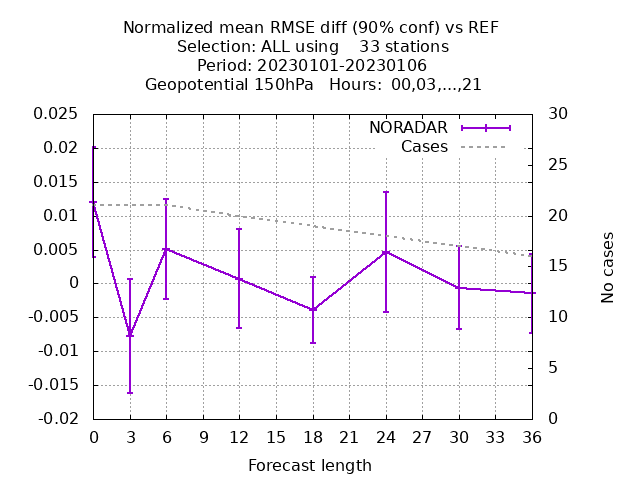 Normalized mean RMSE diff (90% conf) vs REF
Selection: ALL using    33 stations
Period: 20230101-20230106
Geopotential 150hPa   Hours:  00,03,...,21
NORADAR
Cases
0.025
0.02
0.015
0.01
0.005
0
-0.005
-0.01
-0.015
-0.02
30
25
20
15
10
5
0
No cases
0 3 6 9 12 15 18 21 24 27 30 33 36
Forecast length